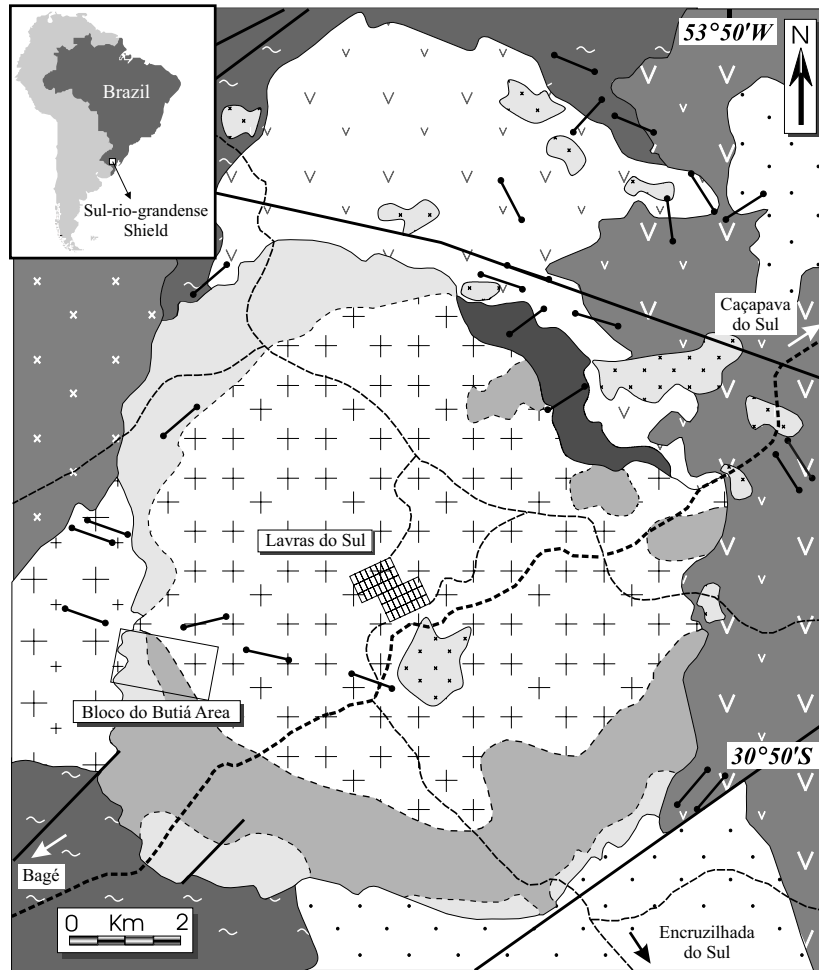 53°50'W
N
Brazil
Sul-rio-grandense
Shield
Caçapava
do Sul
Lavras do Sul
Bloco do Butiá Area
30°50'S
Bagé
0 Km 2
Encruzilhada
do Sul